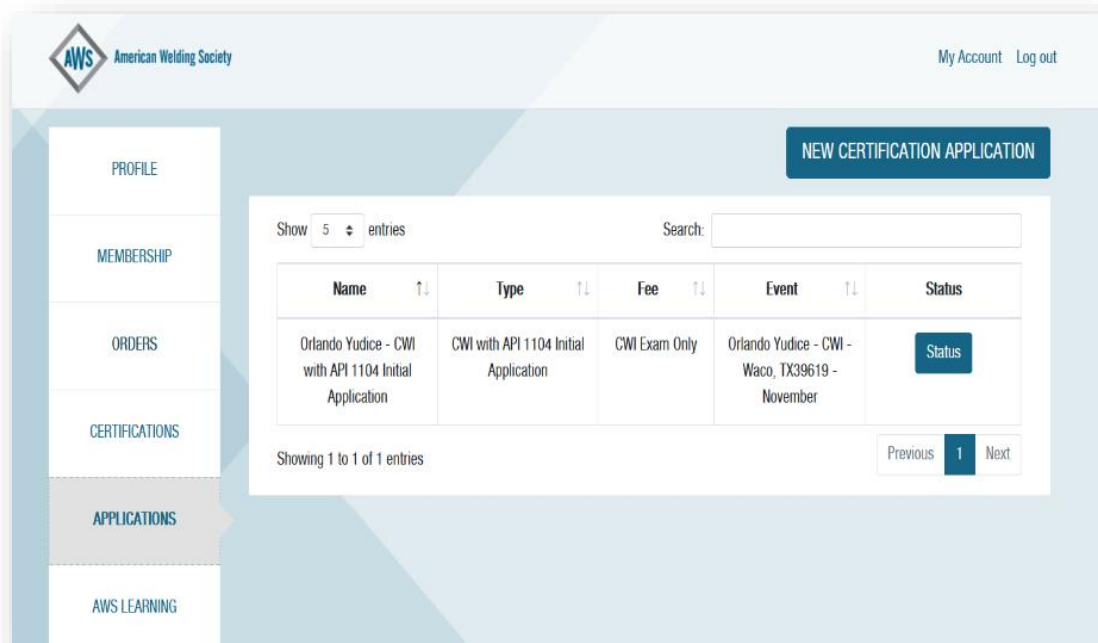 AWS American Welding Society
My Account Log out
PROFILE
MEMBERSHIP
ORDERS
CERTIFICATIONS
APPLICATIONS
AWS LEARNING
NEW CERTIFICATION APPLICATION
Show 5 entries
Search:
Name Type Fee Event Status
Orlando Yudice - CWI CWI with API 1104 Initial CWI Exam Only Orlando Yudice - CWI - Status
with API 1104 Initial Application Waco, TX39619 -
Application November
Showing 1 to 1 of 1 entries
Previous 1 Next